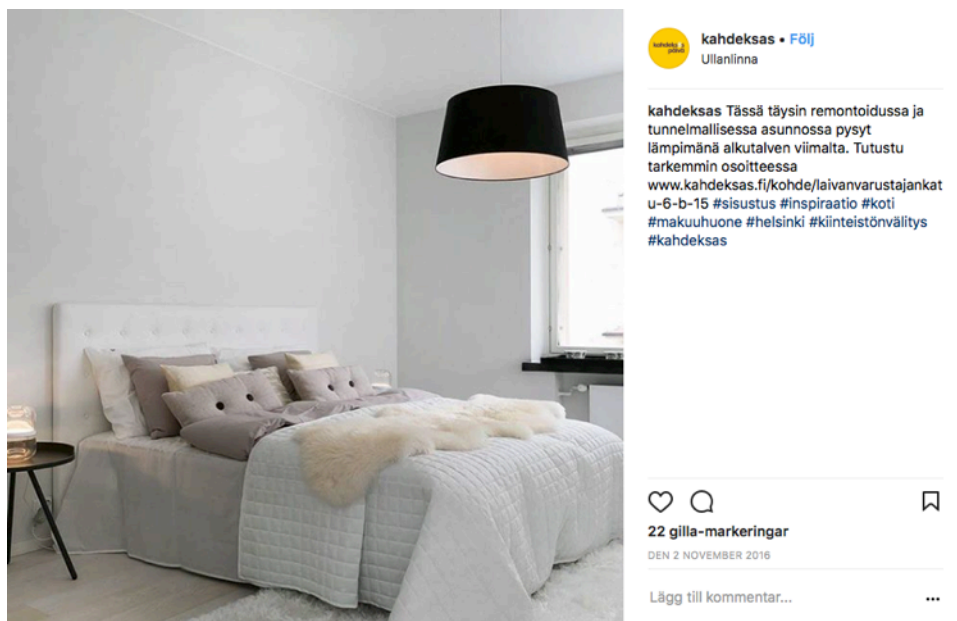 kahdeksas
päivä
kahdeksas • Följ
Ullanlinna
kahdeksas Tässä täysin remontoidussa ja
tunnelmallisessa asunnossa pysyt
lämpimänä alkutalven viimalta. Tutustu
tarkemmin osoitteessa
www.kahdeksas.fi/kohde/laivanvarustajankat
u-6-b-15 #sisustus #inspiraatio #koti
#makuuhuone #helsinki #kiinteistönvälitys
#kahdeksas
22 gilla-markeringar
DEN 2 NOVEMBER 2016
Lägg till kommentar...